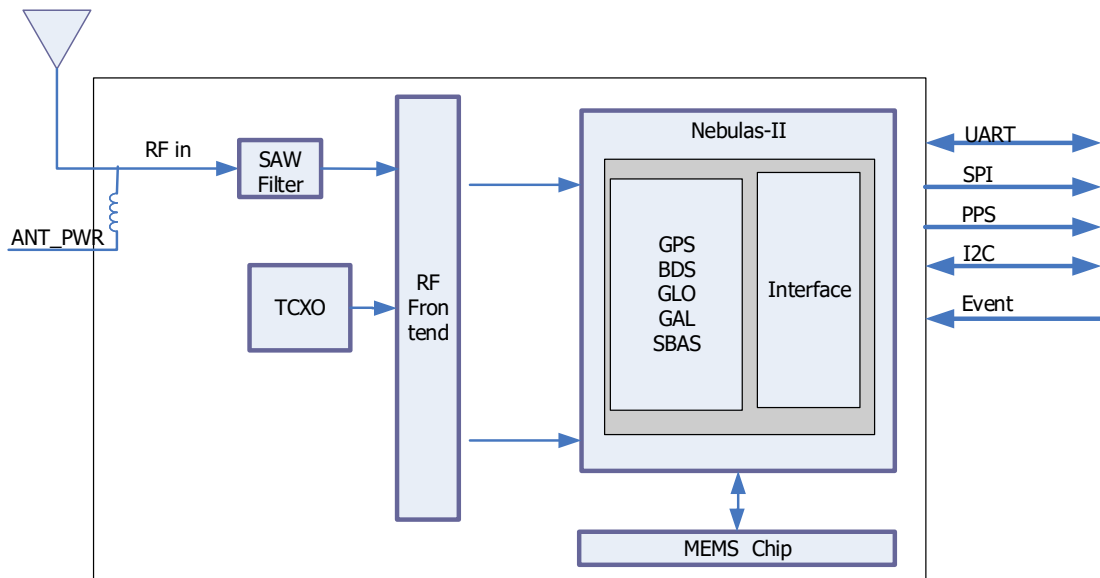 RF in
ANT_PWR
SAW
Filter
TCXO
RF
Fron
tend
Nebulas-II
GPS
BDS
GLO
GAL
SBAS
Interface
MEMS Chip
UART
SPI
PPS
I2C
Event